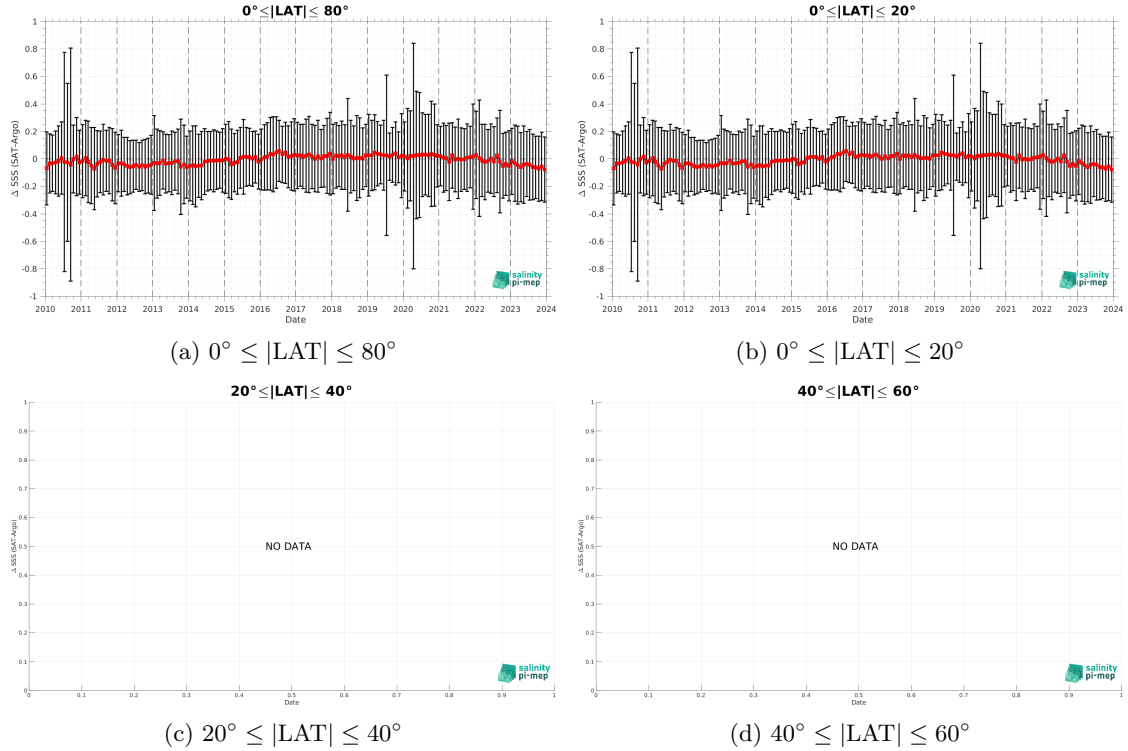 0°≤|LAT|≤ 80°
1
0.8
0.6
0.4
0.2
0
-0.2
-0.4
-0.6
-0.8
-1
Δ SSS (SAT-Argo)
2010 2011 2012 2013 2014 2015 2016 2017 2018 2019 2020 2021 2022 2023 2024
Date
salinity
pi-mep
(a) 0° ≤ |LAT| ≤ 80°
0°≤|LAT|≤ 20°
1
0.8
0.6
0.4
0.2
0
-0.2
-0.4
-0.6
-0.8
-1
Δ SSS (SAT-Argo)
2010 2011 2012 2013 2014 2015 2016 2017 2018 2019 2020 2021 2022 2023 2024
Date
salinity
pi-mep
(b) 0° ≤ |LAT| ≤ 20°
20°≤|LAT|≤ 40°
1
0.9
0.8
0.7
0.6
0.5
0.4
0.3
0.2
0.1
0
Δ SSS (SAT-Argo)
NO DATA
0 0.1 0.2 0.3 0.4 0.5 0.6 0.7 0.8 0.9 1
Date
salinity
pi-mep
(c) 20° ≤ |LAT| ≤ 40°
40°≤|LAT|≤ 60°
1
0.9
0.8
0.7
0.6
0.5
0.4
0.3
0.2
0.1
0
Δ SSS (SAT-Argo)
NO DATA
0 0.1 0.2 0.3 0.4 0.5 0.6 0.7 0.8 0.9 1
Date
salinity
pi-mep
(d) 40° ≤ |LAT| ≤ 60°